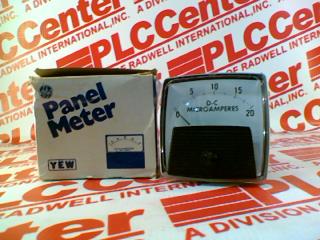 PLCCenter
A DIVISION OF RADWELL INTERNATIONAL, INC.
Panel
Meter
YEW
5 10 15
0 20
D-C
MICROAMPERES